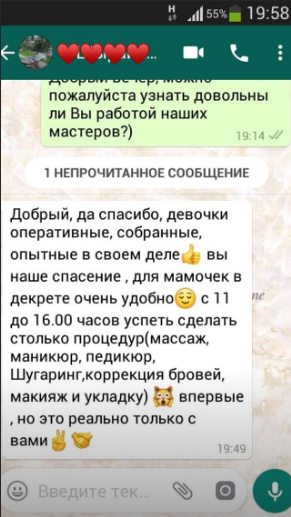 H 55% 19:58
Добрый вечер, можно
пожалуйста узнать довольны
ли Вы работой наших
мастеров?)
19:14
1 НЕПРОЧИТАННОЕ СООБЩЕНИЕ
Добрый, да спасибо, девочки
оперативные, собранные,
опытные в своем деле👍 вы
наше спасение , для мамочек в
декрете очень удобно😌 с 11
до 16.00 часов успеть сделать
столько процедур(массаж,
маникюр, педикюр,
Шугаринг,коррекция бровей,
макияж и укладку) 🙀 впервые
, но это реально только с
вами✌🤝
19:49
Введите тек...